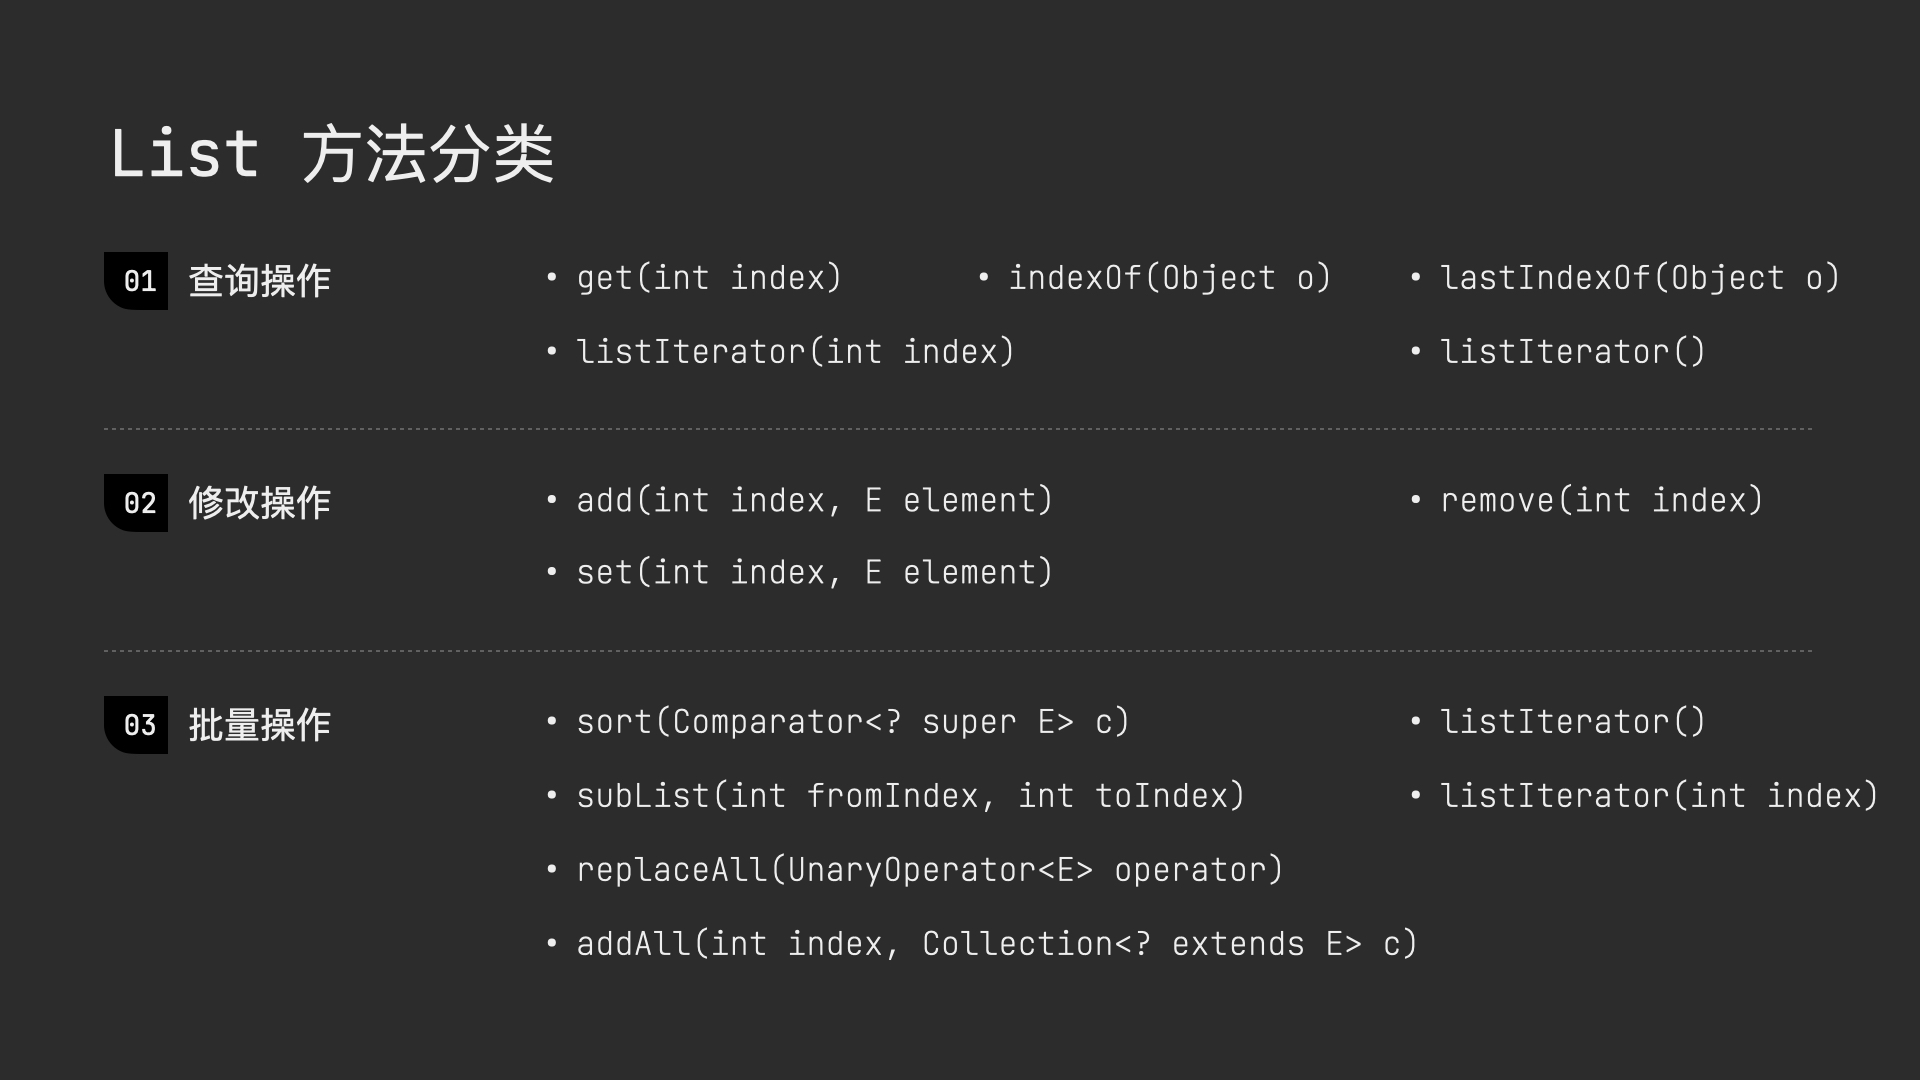 List 方法分类
01 查询操作
• get(int index) • indexOf(Object o) • lastIndexOf(Object o)
• listIterator(int index) • listIterator()
02 修改操作
• add(int index, E element) • remove(int index)
• set(int index, E element)
03 批量操作
• sort(Comparator<? super E> c) • listIterator()
• subList(int fromIndex, int toIndex) • listIterator(int index)
• replaceAll(UnaryOperator<E> operator)
• addAll(int index, Collection<? extends E> c)